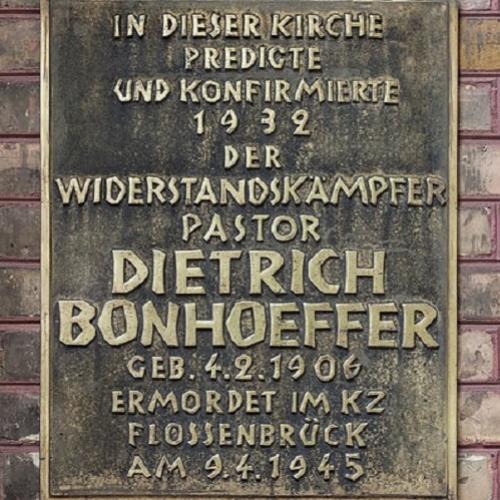 IN DIESER KIRCHE
PREDIGTE
UND KONFIRMIERTE
1932
DER
WIDERSTANDSKÄMPFER
PASTOR
DIETRICH
BONHOEFFER
GEB. 4.2.1906
ERMORDET IM KZ
FLOSSENBRÜCK
AM 9.4.1945